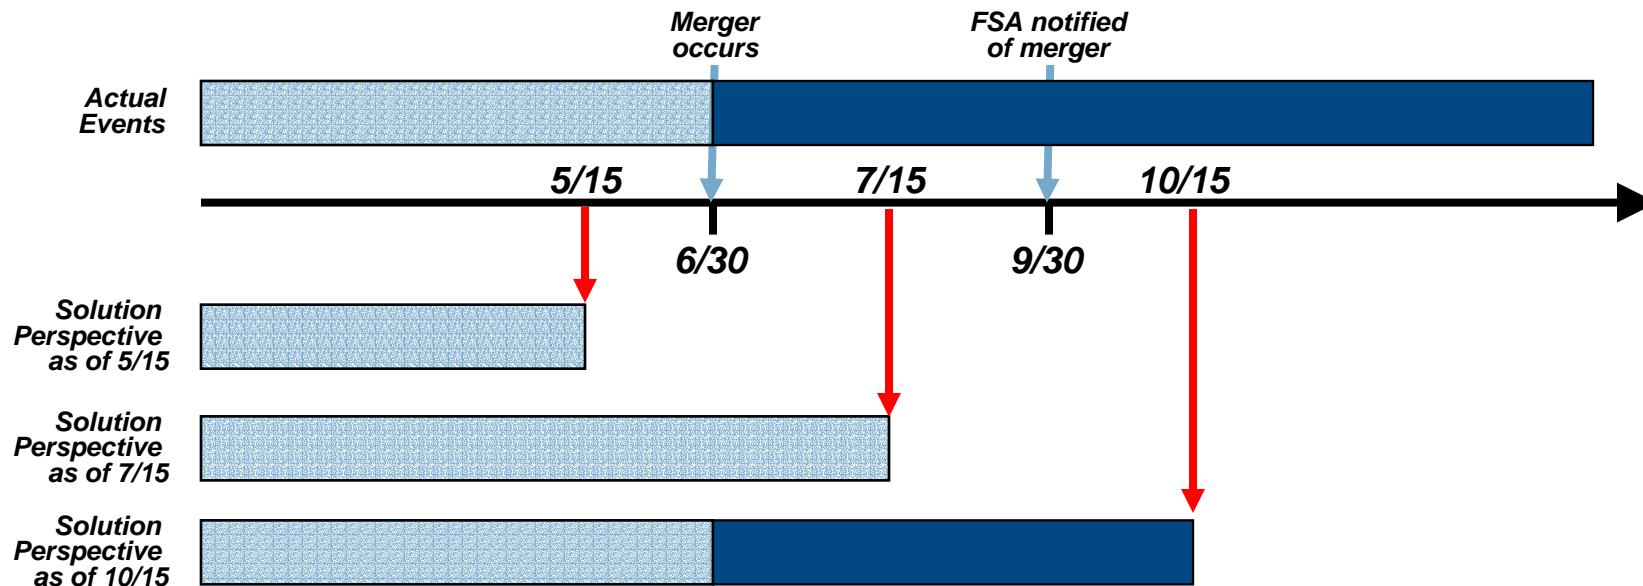 Merger
occurs
FSA notified
of merger
Actual
Events
5/15
7/15
10/15
6/30
9/30
Solution
Perspective
as of 5/15
Solution
Perspective
as of 7/15
Solution
Perspective
as of 10/15